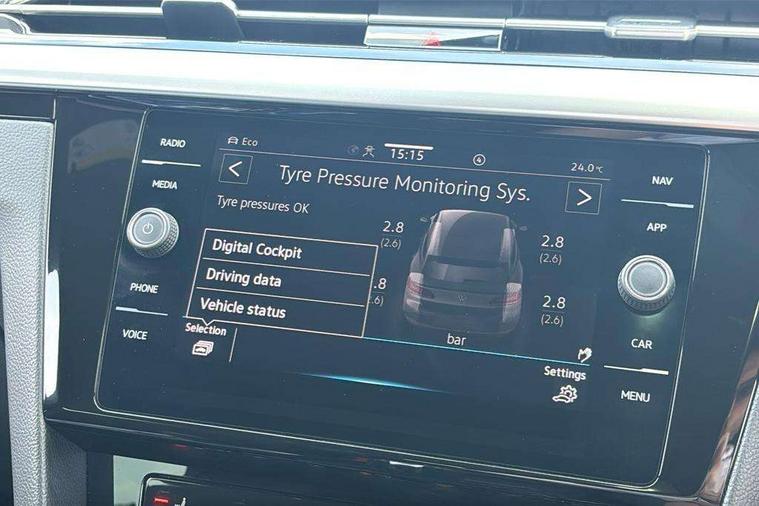 RADIO
MEDIA
PHONE
VOICE
Eco
15:15
4
24.0°C
<
Tyre Pressure Monitoring Sys.
>
Tyre pressures OK
2.8
(2.6)
2.8
(2.6)
.8
.6)
2.8
(2.6)
bar
Digital Cockpit
Driving data
Vehicle status
Selection
Settings
NAV
APP
CAR
MENU